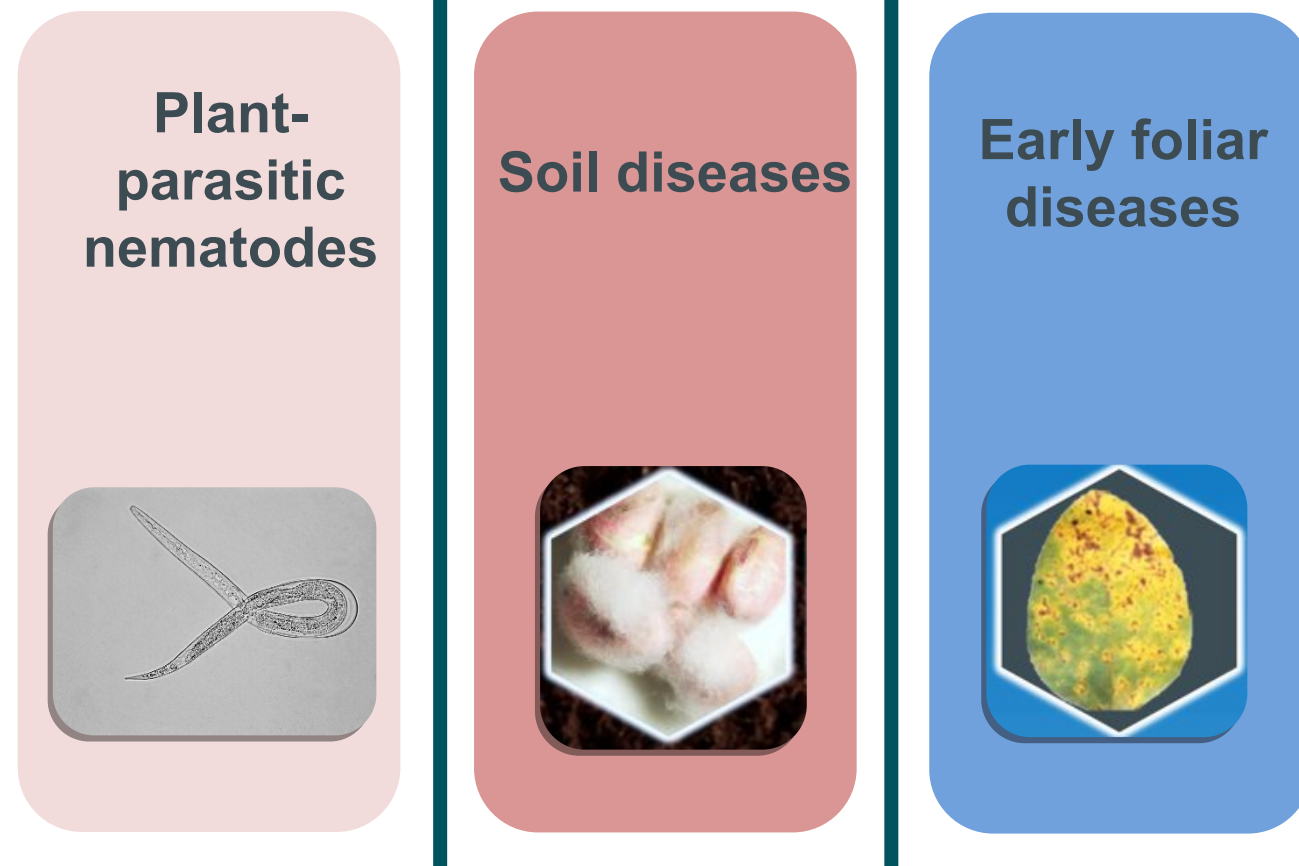 Plant-
parasitic
nematodes
Soil diseases
Early foliar
diseases